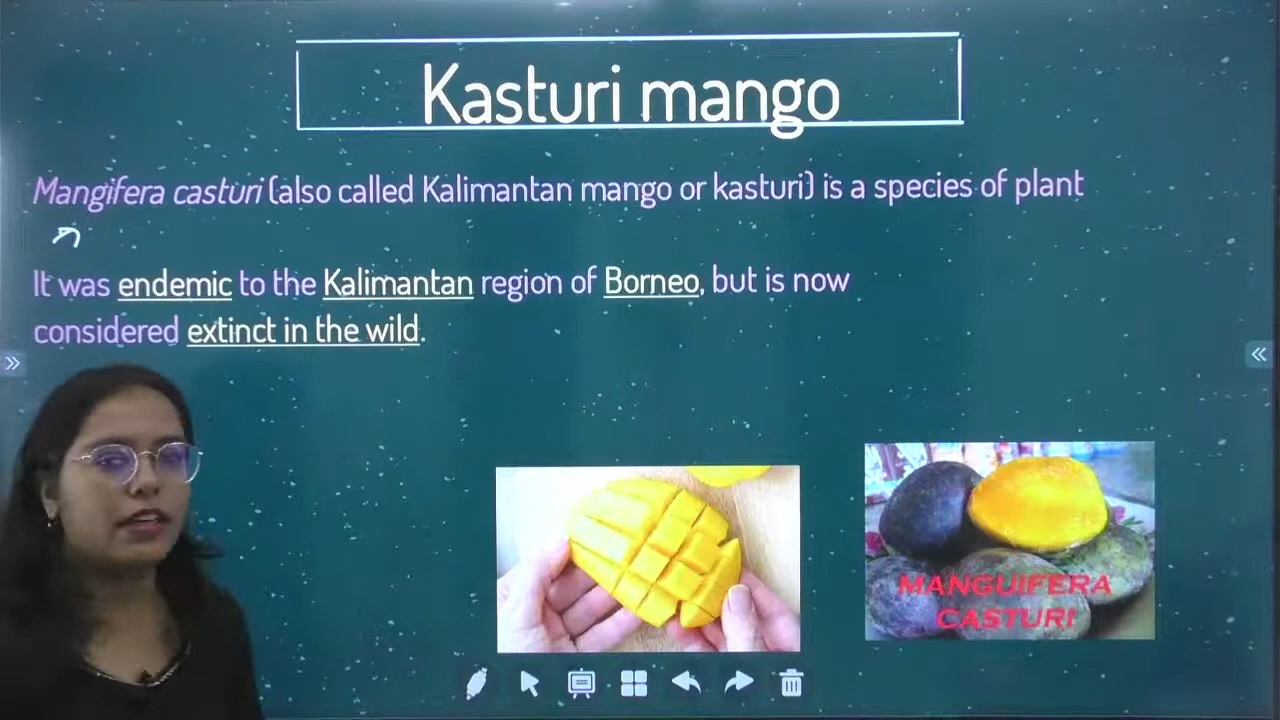 Kasturi mango
Mangifera casturi (also called Kalimantan mango or kasturi) is a species of plant
It was endemic to the Kalimantan region of Borneo, but is now
considered extinct in the wild.
MANGUIFERA
CASTURI